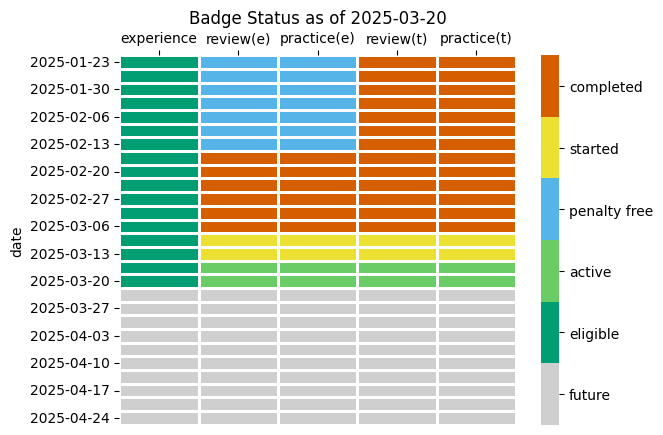 Badge Status as of 2025-03-20
experience review(e) practice(e) review(t) practice(t)
date
2025-01-23
2025-01-30
2025-02-06
2025-02-13
2025-02-20
2025-02-27
2025-03-06
2025-03-13
2025-03-20
2025-03-27
2025-04-03
2025-04-10
2025-04-17
2025-04-24
completed
started
penalty free
active
eligible
future